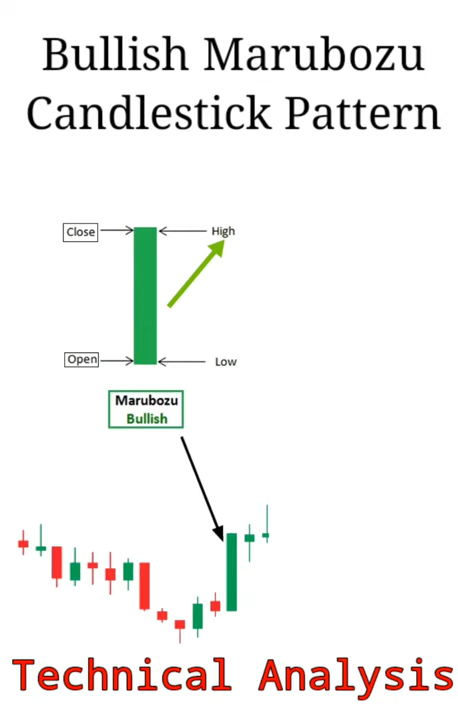 Bullish Marubozu
Candlestick Pattern
Close
High
Open
Low
Marubozu
Bullish
Technical Analysis